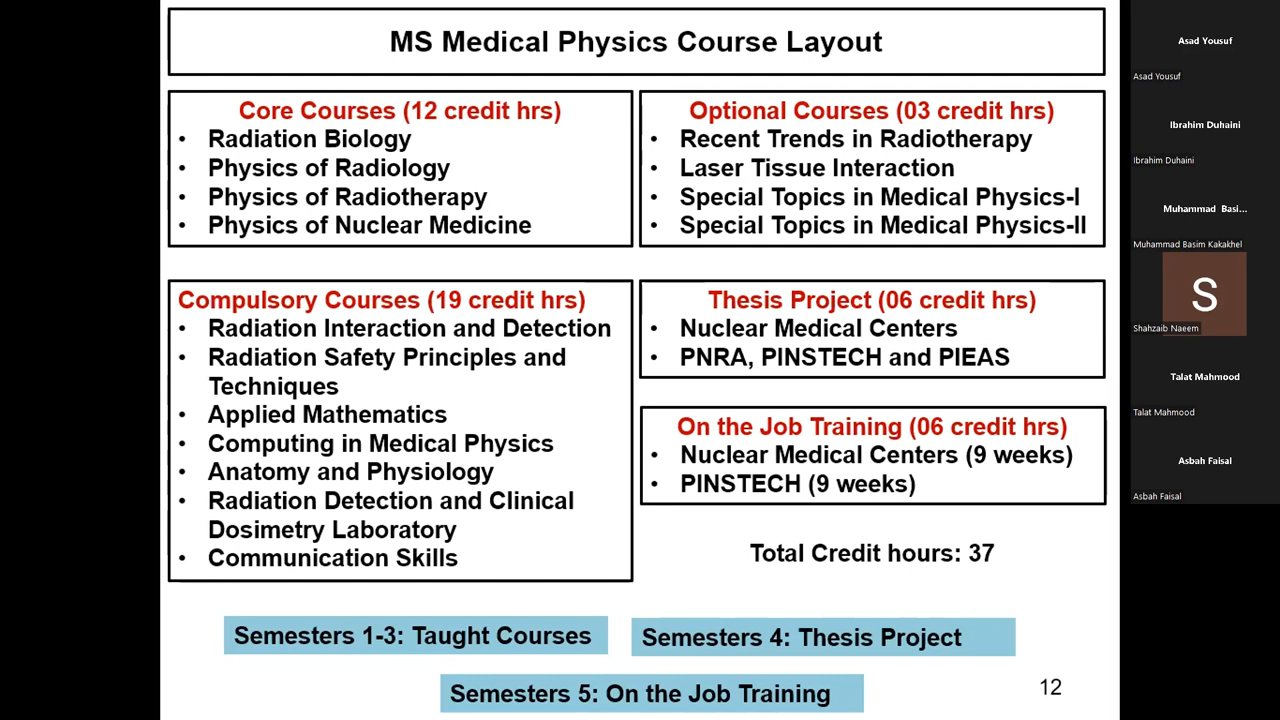 MS Medical Physics Course Layout
Core Courses (12 credit hrs)
• Radiation Biology
• Physics of Radiology
• Physics of Radiotherapy
• Physics of Nuclear Medicine
Optional Courses (03 credit hrs)
• Recent Trends in Radiotherapy
• Laser Tissue Interaction
• Special Topics in Medical Physics-I
• Special Topics in Medical Physics-II
Compulsory Courses (19 credit hrs)
• Radiation Interaction and Detection
• Radiation Safety Principles and
Techniques
• Applied Mathematics
• Computing in Medical Physics
• Anatomy and Physiology
• Radiation Detection and Clinical
Dosimetry Laboratory
• Communication Skills
Thesis Project (06 credit hrs)
• Nuclear Medical Centers
• PNRA, PINSTECH and PIEAS
On the Job Training (06 credit hrs)
• Nuclear Medical Centers (9 weeks)
• PINSTECH (9 weeks)
Total Credit hours: 37
Semesters 1-3: Taught Courses
Semesters 4: Thesis Project
Semesters 5: On the Job Training
12
Asad Yousuf
Asad Yousuf
Ibrahim Duhaini
Ibrahim Duhaini
Muhammad Basi...
Muhammad Basim Kakakhel
S
Shahzaib Naeem
Talat Mahmood
Talat Mahmood
Asbah Faisal
Asbah Faisal